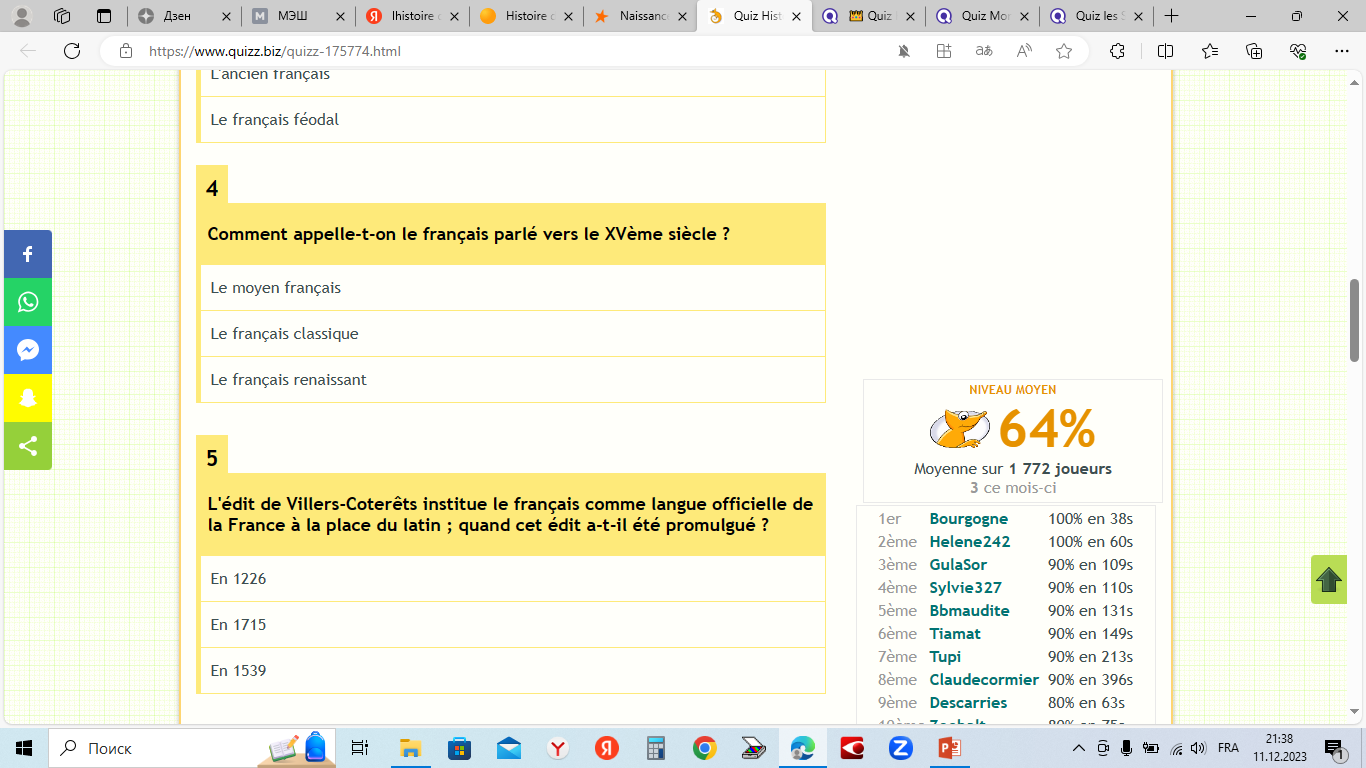 Дзен
МЭШ
lhistoire d
Histoire d
Naissance
Quiz Hist
Quiz
Quiz Mor
Quiz les S
https://www.quizz.biz/quizz-175774.html
L'ancien français
Le français féodal
4
Comment appelle-t-on le français parlé vers le XVème siècle ?
Le moyen français
Le français classique
Le français renaissant
5
L'édit de Villers-Coterêts institue le français comme langue officielle de
la France à la place du latin ; quand cet édit a-t-il été promulgué ?
En 1226
En 1715
En 1539
NIVEAU MOYEN
64%
Moyenne sur 1 772 joueurs
3 ce mois-ci
1er Bourgogne 100% en 38s
2ème Helene242 100% en 60s
3ème GulaSor 90% en 109s
4ème Sylvie327 90% en 110s
5ème Bbmaudite 90% en 131s
6ème Tiamat 90% en 149s
7ème Tupi 90% en 213s
8ème Claudecormier 90% en 396s
9ème Descarries 80% en 63s
Поиск
FRA
21:38
11.12.2023